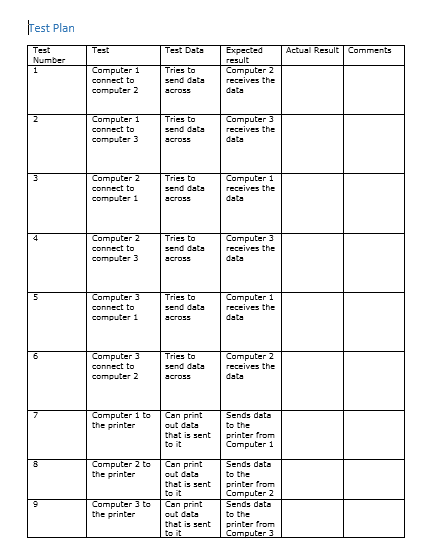 Test Plan
Test Number	Test	Test Data	Expected result	Actual Result	Comments
1	Computer 1 connect to computer 2	Tries to send data across	Computer 2 receives the data
2	Computer 1 connect to computer 3	Tries to send data across	Computer 3 receives the data
3	Computer 2 connect to computer 1	Tries to send data across	Computer 1 receives the data
4	Computer 2 connect to computer 3	Tries to send data across	Computer 3 receives the data
5	Computer 3 connect to computer 1	Tries to send data across	Computer 1 receives the data
6	Computer 3 connect to computer 2	Tries to send data across	Computer 2 receives the data
7	Computer 1 to the printer	Can print out data that is sent to it	Sends data to the printer from Computer 1
8	Computer 2 to the printer	Can print out data that is sent to it	Sends data to the printer from Computer 2
9	Computer 3 to the printer	Can print out data that is sent to it	Sends data to the printer from Computer 3